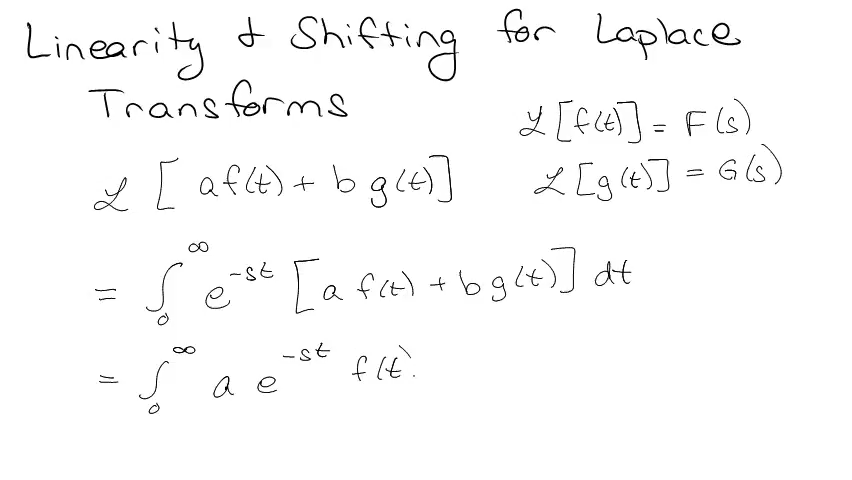 Linearity & Shifting for Laplace
Transforms
ℒ[f(t)] = F(s)
ℒ[g(t)] = G(s)
ℒ [ af(t) + b g(t)]
= ∫₀^∞ e^{-st} [a f(t) + b g(t)] dt
= ∫₀^∞ a e^{-st} f(t)